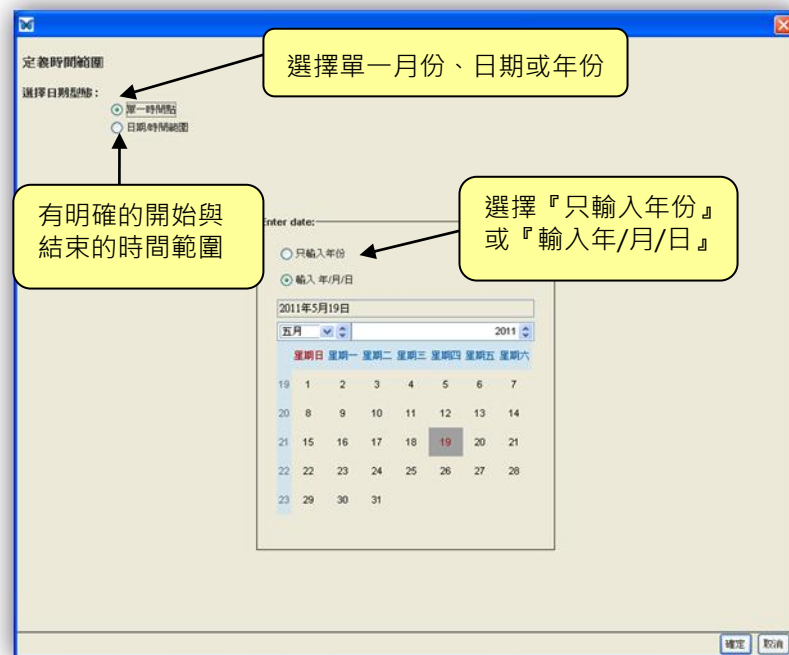 定義時間範圍
選擇單一月份、日期或年份
選擇日期型態：
單一時間點
日期/時間範圍
有明確的開始與
結束的時間範圍
選擇『只輸入年份』
或『輸入年/月/日』
Enter date:
只輸入年份
輸入 年/月/日
2011年5月19日
五月 2011
星期日 星期一 星期二 星期三 星期四 星期五 星期六
19 1 2 3 4 5 6 7
20 8 9 10 11 12 13 14
21 15 16 17 18 19 20 21
22 22 23 24 25 26 27 28
23 29 30 31
確定 取消